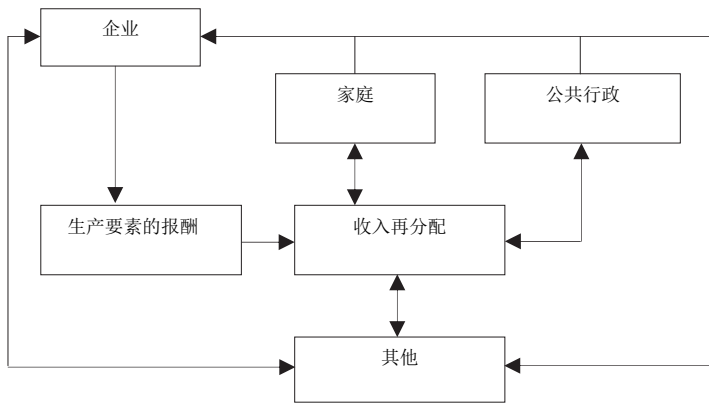 企业
家庭
公共行政
生产要素的报酬
收入再分配
其他